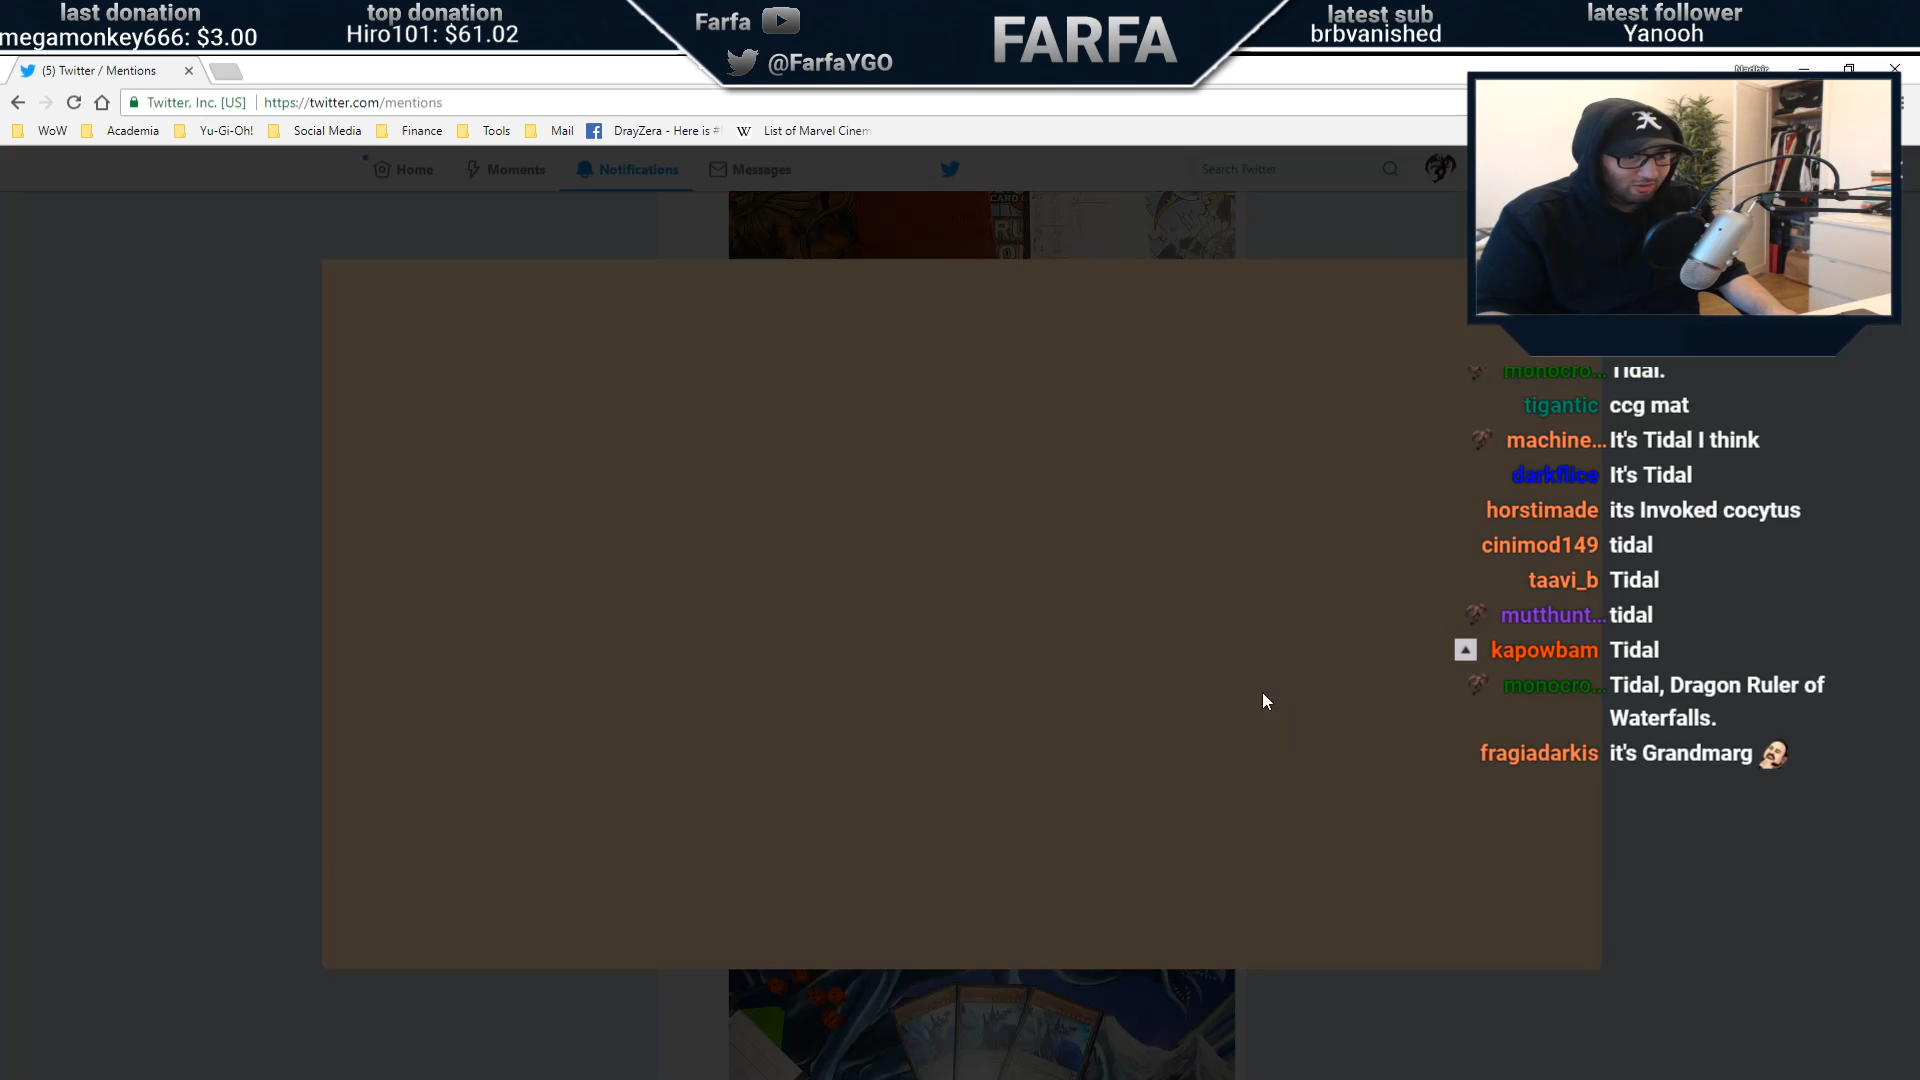 last donation
megamonkey666: $3.00
top donation
Hiro101: $61.02
Farfa
@FarfaYGO
FARFA
latest sub
brbvanished
latest follower
Yanooh
(5) Twitter / Mentions
Twitter, Inc. [US] https://twitter.com/mentions
WoW Academia Yu-Gi-Oh! Social Media Finance Tools Mail DrayZera - Here is # W List of Marvel Cinem
Home Moments Notifications Messages Search Twitter
monocro... Tidal.
tigantic ccg mat
machine... It's Tidal I think
darkflice It's Tidal
horstimade its Invoked cocytus
cinimod149 tidal
taavi_b Tidal
mutthunt... tidal
kapowbam Tidal
monocro... Tidal, Dragon Ruler of
Waterfalls.
fragiadarkis it's Grandmarg